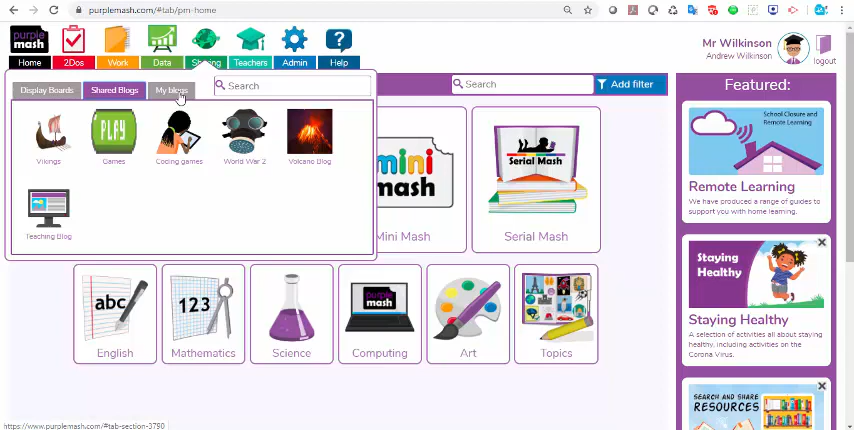 purplemash.com/#tab/pm-home
purple
mash
Home
2Dos
Work
Data
Sharing
Teachers
Admin
Help
Mr Wilkinson
Andrew Wilkinson
logout
Display Boards
Shared Blogs
My blogs
Search
Search
Add filter
Featured:
PLAY
Vikings
Games
Coding games
World War 2
Volcano Blog
Teaching Blog
mini
mash
Mini Mash
Serial Mash
Serial Mash
School Closure and
Remote Learning
Remote Learning
We have produced a range of guides to
support you with home learning.
Staying
Healthy
Staying Healthy
A selection of activities all about staying
healthy, including activities on the
Corona Virus.
SEARCH AND SHARE
RESOURCES
abc
English
123
Mathematics
Science
purple
mash
Computing
Art
Topics
https://www.purplemash.com/#tab-section-3790